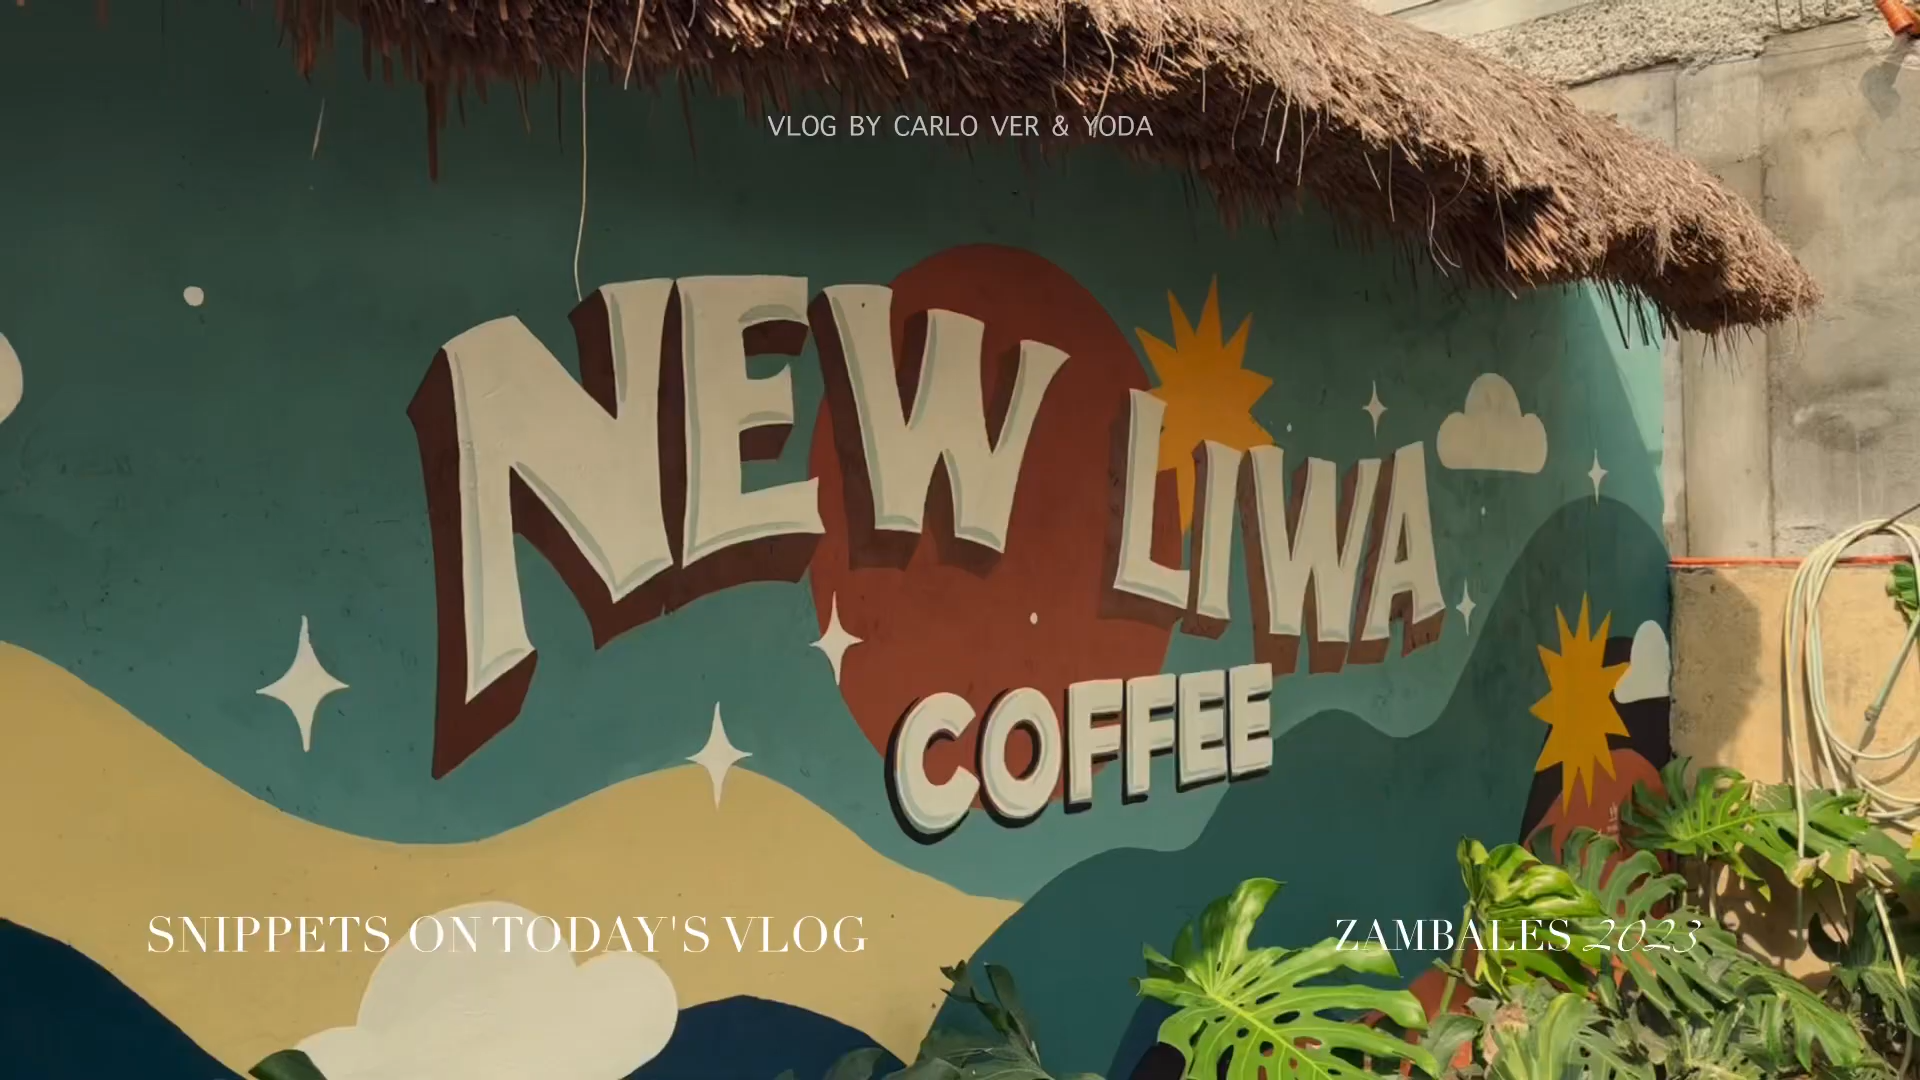 VLOG BY CARLO VER & YODA
NEW LIWA
COFFEE
SNIPPETS ON TODAY'S VLOG
ZAMBALES 2023